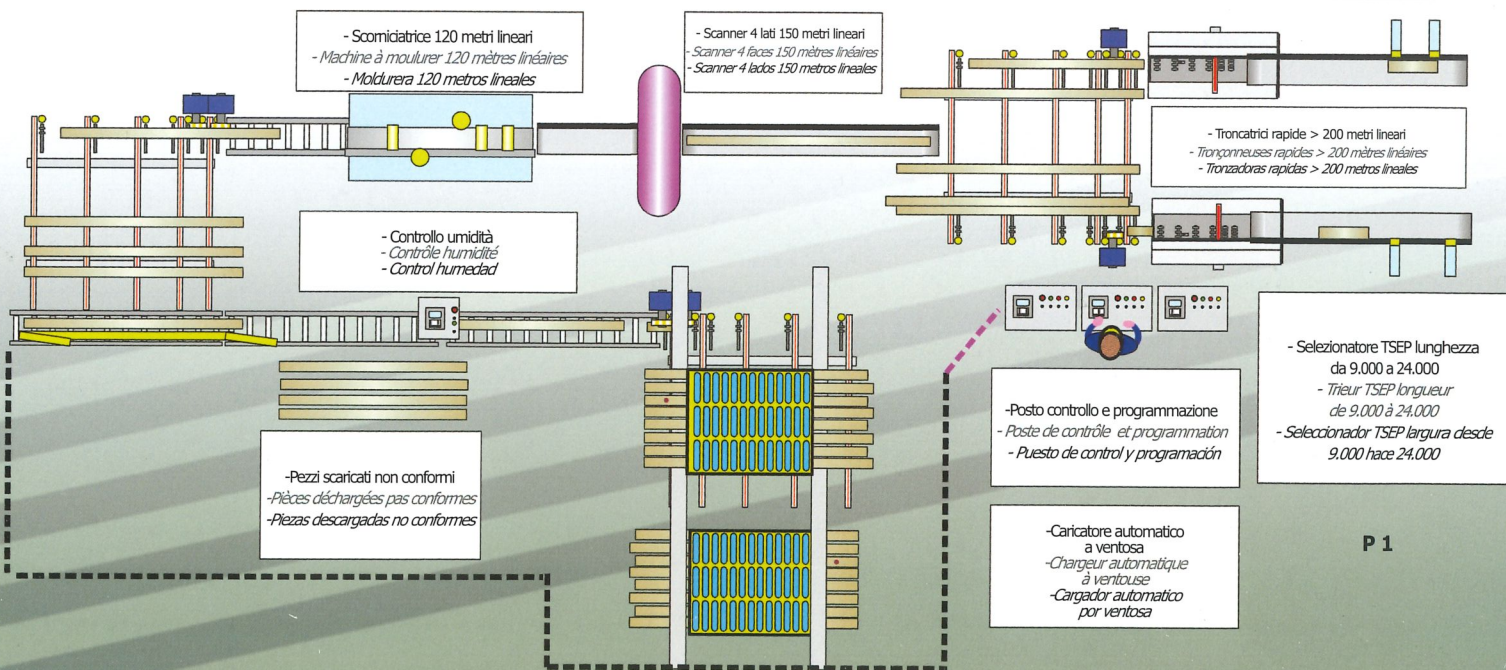 - Scorniciatrice 120 metri lineari
- Machine à moulurer 120 mètres linéaires
- Moldurera 120 metros lineales
- Scanner 4 lati 150 metri lineari
- Scanner 4 faces 150 mètres linéaires
- Scanner 4 lados 150 metros lineales
- Troncatrici rapide > 200 metri lineari
- Tronçonneuses rapides > 200 mètres linéaires
- Tronzadoras rapidas > 200 metros lineales
- Controllo umidità
- Contrôle humidité
- Control humedad
- Selezionatore TSEP lunghezza
da 9.000 a 24.000
- Trieur TSEP longueur
de 9.000 à 24.000
- Seleccionador TSEP largura desde
9.000 hace 24.000
-Posto controllo e programmazione
- Poste de contrôle et programmation
- Puesto de control y programación
-Pezzi scaricati non conformi
-Pièces déchargées pas conformes
-Piezas descargadas no conformes
-Caricatore automatico
a ventosa
-Chargeur automatique
à ventouse
-Cargador automatico
por ventosa
P 1